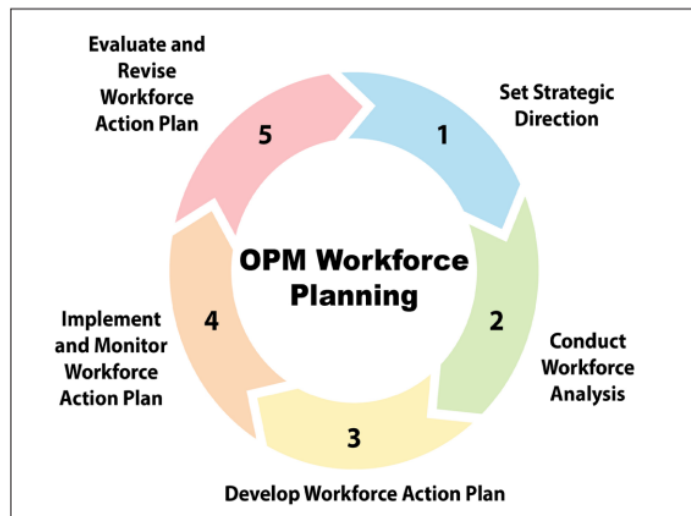 OPM Workforce
Planning
1
Set Strategic
Direction
2
Conduct
Workforce
Analysis
3
Develop Workforce Action Plan
4
Implement
and Monitor
Workforce
Action Plan
5
Evaluate and
Revise
Workforce
Action Plan